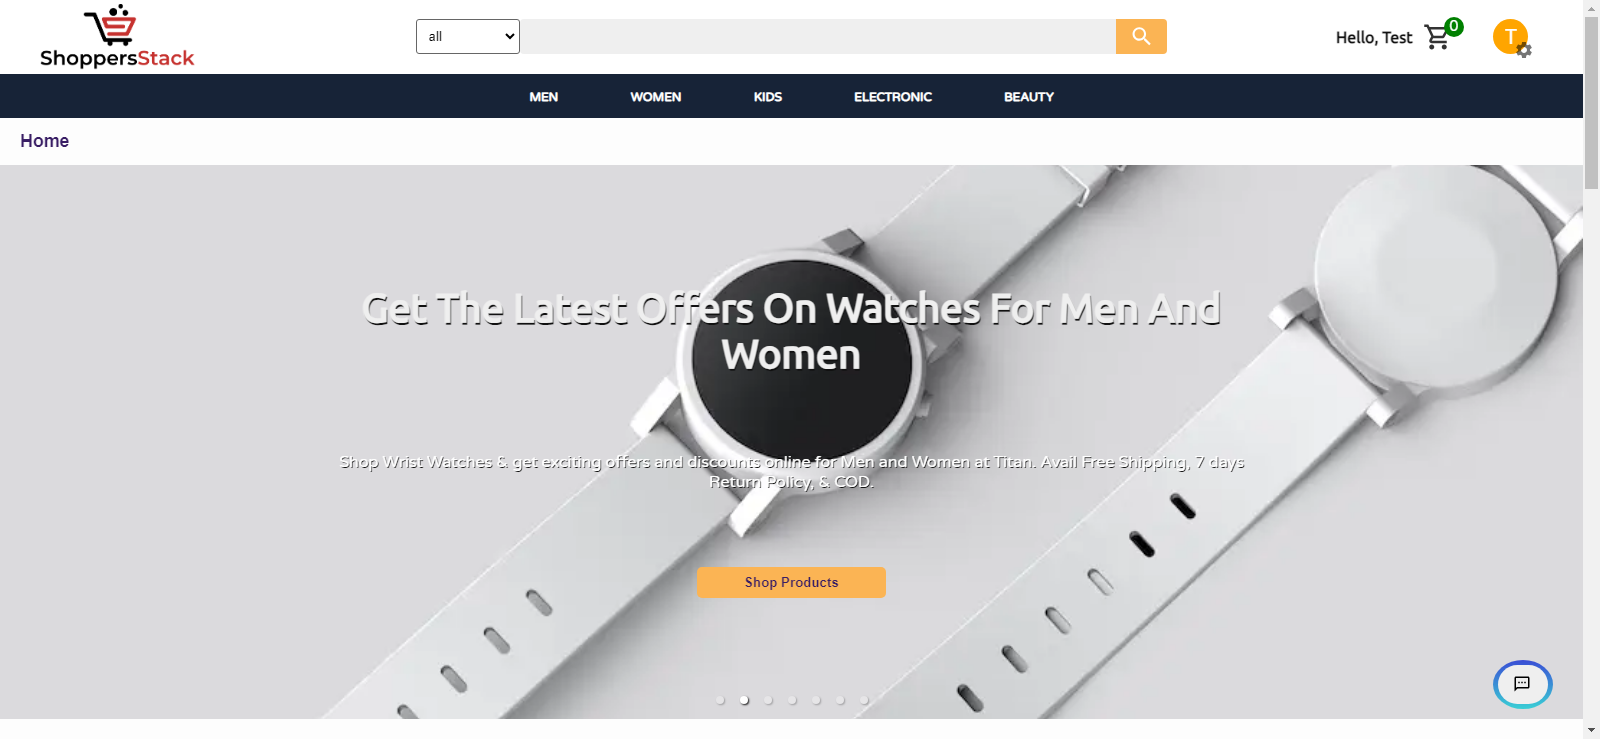 ShoppersStack
all
Hello, Test
0
T
MEN WOMEN KIDS ELECTRONIC BEAUTY
Home
Get The Latest Offers On Watches For Men And
Women
Shop Wrist Watches & get exciting offers and discounts online for Men and Women at Titan. Avail Free Shipping, 7 days
Return Policy, & COD.
Shop Products